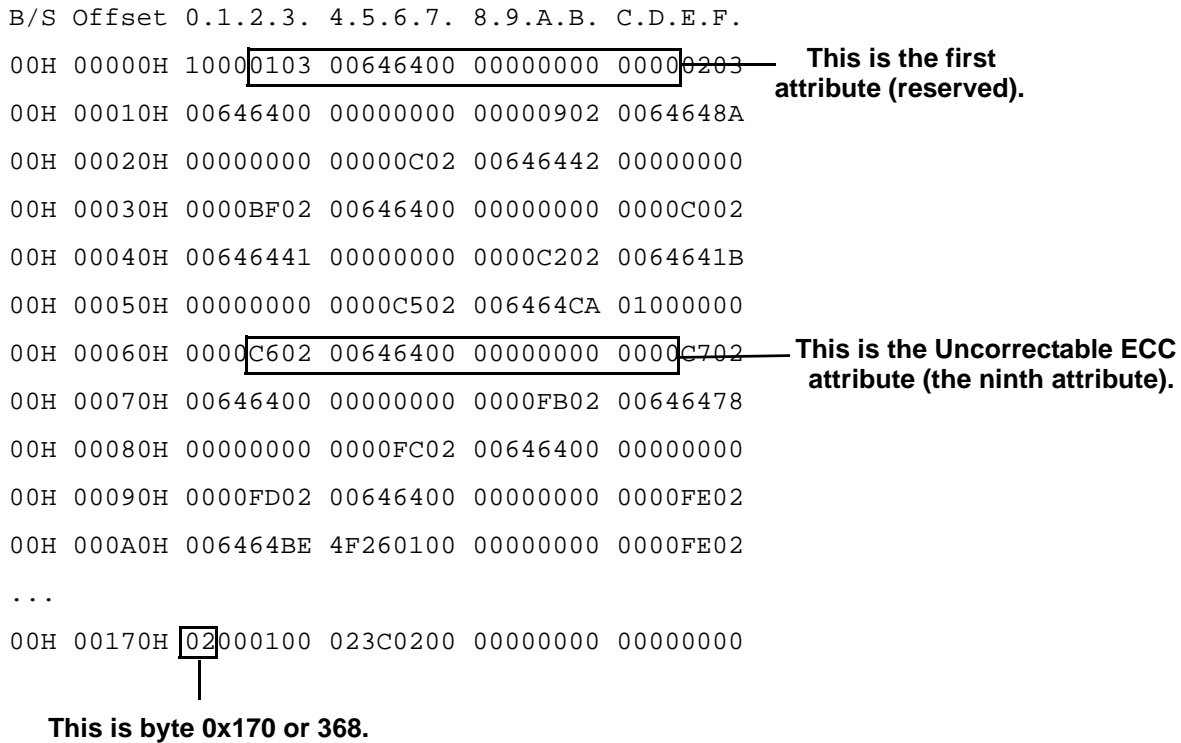 B/S Offset 0.1.2.3. 4.5.6.7. 8.9.A.B. C.D.E.F.
00H 00000H 10000103 00646400 00000000 00000203
This is the first
attribute (reserved).
00H 00010H 00646400 00000000 00000902 0064648A
00H 00020H 00000000 00000C02 00646442 00000000
00H 00030H 0000BF02 00646400 00000000 0000C002
00H 00040H 00646441 00000000 0000C202 0064641B
00H 00050H 00000000 0000C502 006464CA 01000000
00H 00060H 0000C602 00646400 00000000 0000C702
This is the Uncorrectable ECC
attribute (the ninth attribute).
00H 00070H 00646400 00000000 0000FB02 00646478
00H 00080H 00000000 0000FC02 00646400 00000000
00H 00090H 0000FD02 00646400 00000000 0000FE02
00H 000A0H 006464BE 4F260100 00000000 0000FE02
...
00H 00170H 02000100 023C0200 00000000 00000000
This is byte 0x170 or 368.